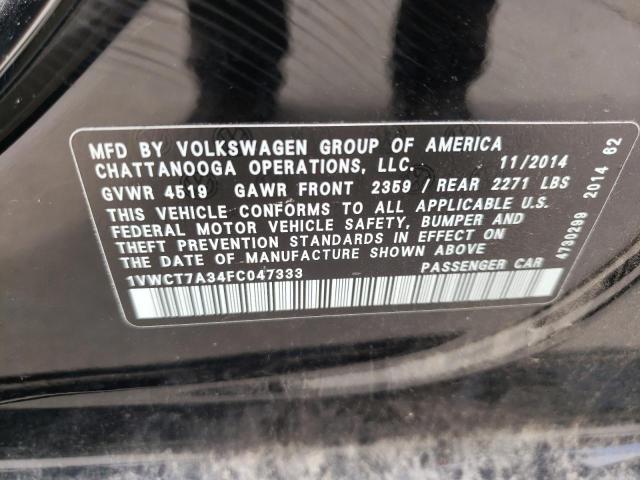 MFD BY VOLKSWAGEN GROUP OF AMERICA
CHATTANOOGA OPERATIONS, LLC. 11/2014
GVWR 4519 GAWR FRONT 2359 / REAR 2271 LBS
THIS VEHICLE CONFORMS TO ALL APPLICABLE U.S.
FEDERAL MOTOR VEHICLE SAFETY, BUMPER AND
THEFT PREVENTION STANDARDS IN EFFECT ON
THE DATE OF MANUFACTURE SHOWN ABOVE
1VWCT7A34FC047333 PASSENGER CAR
4730299 2014 62